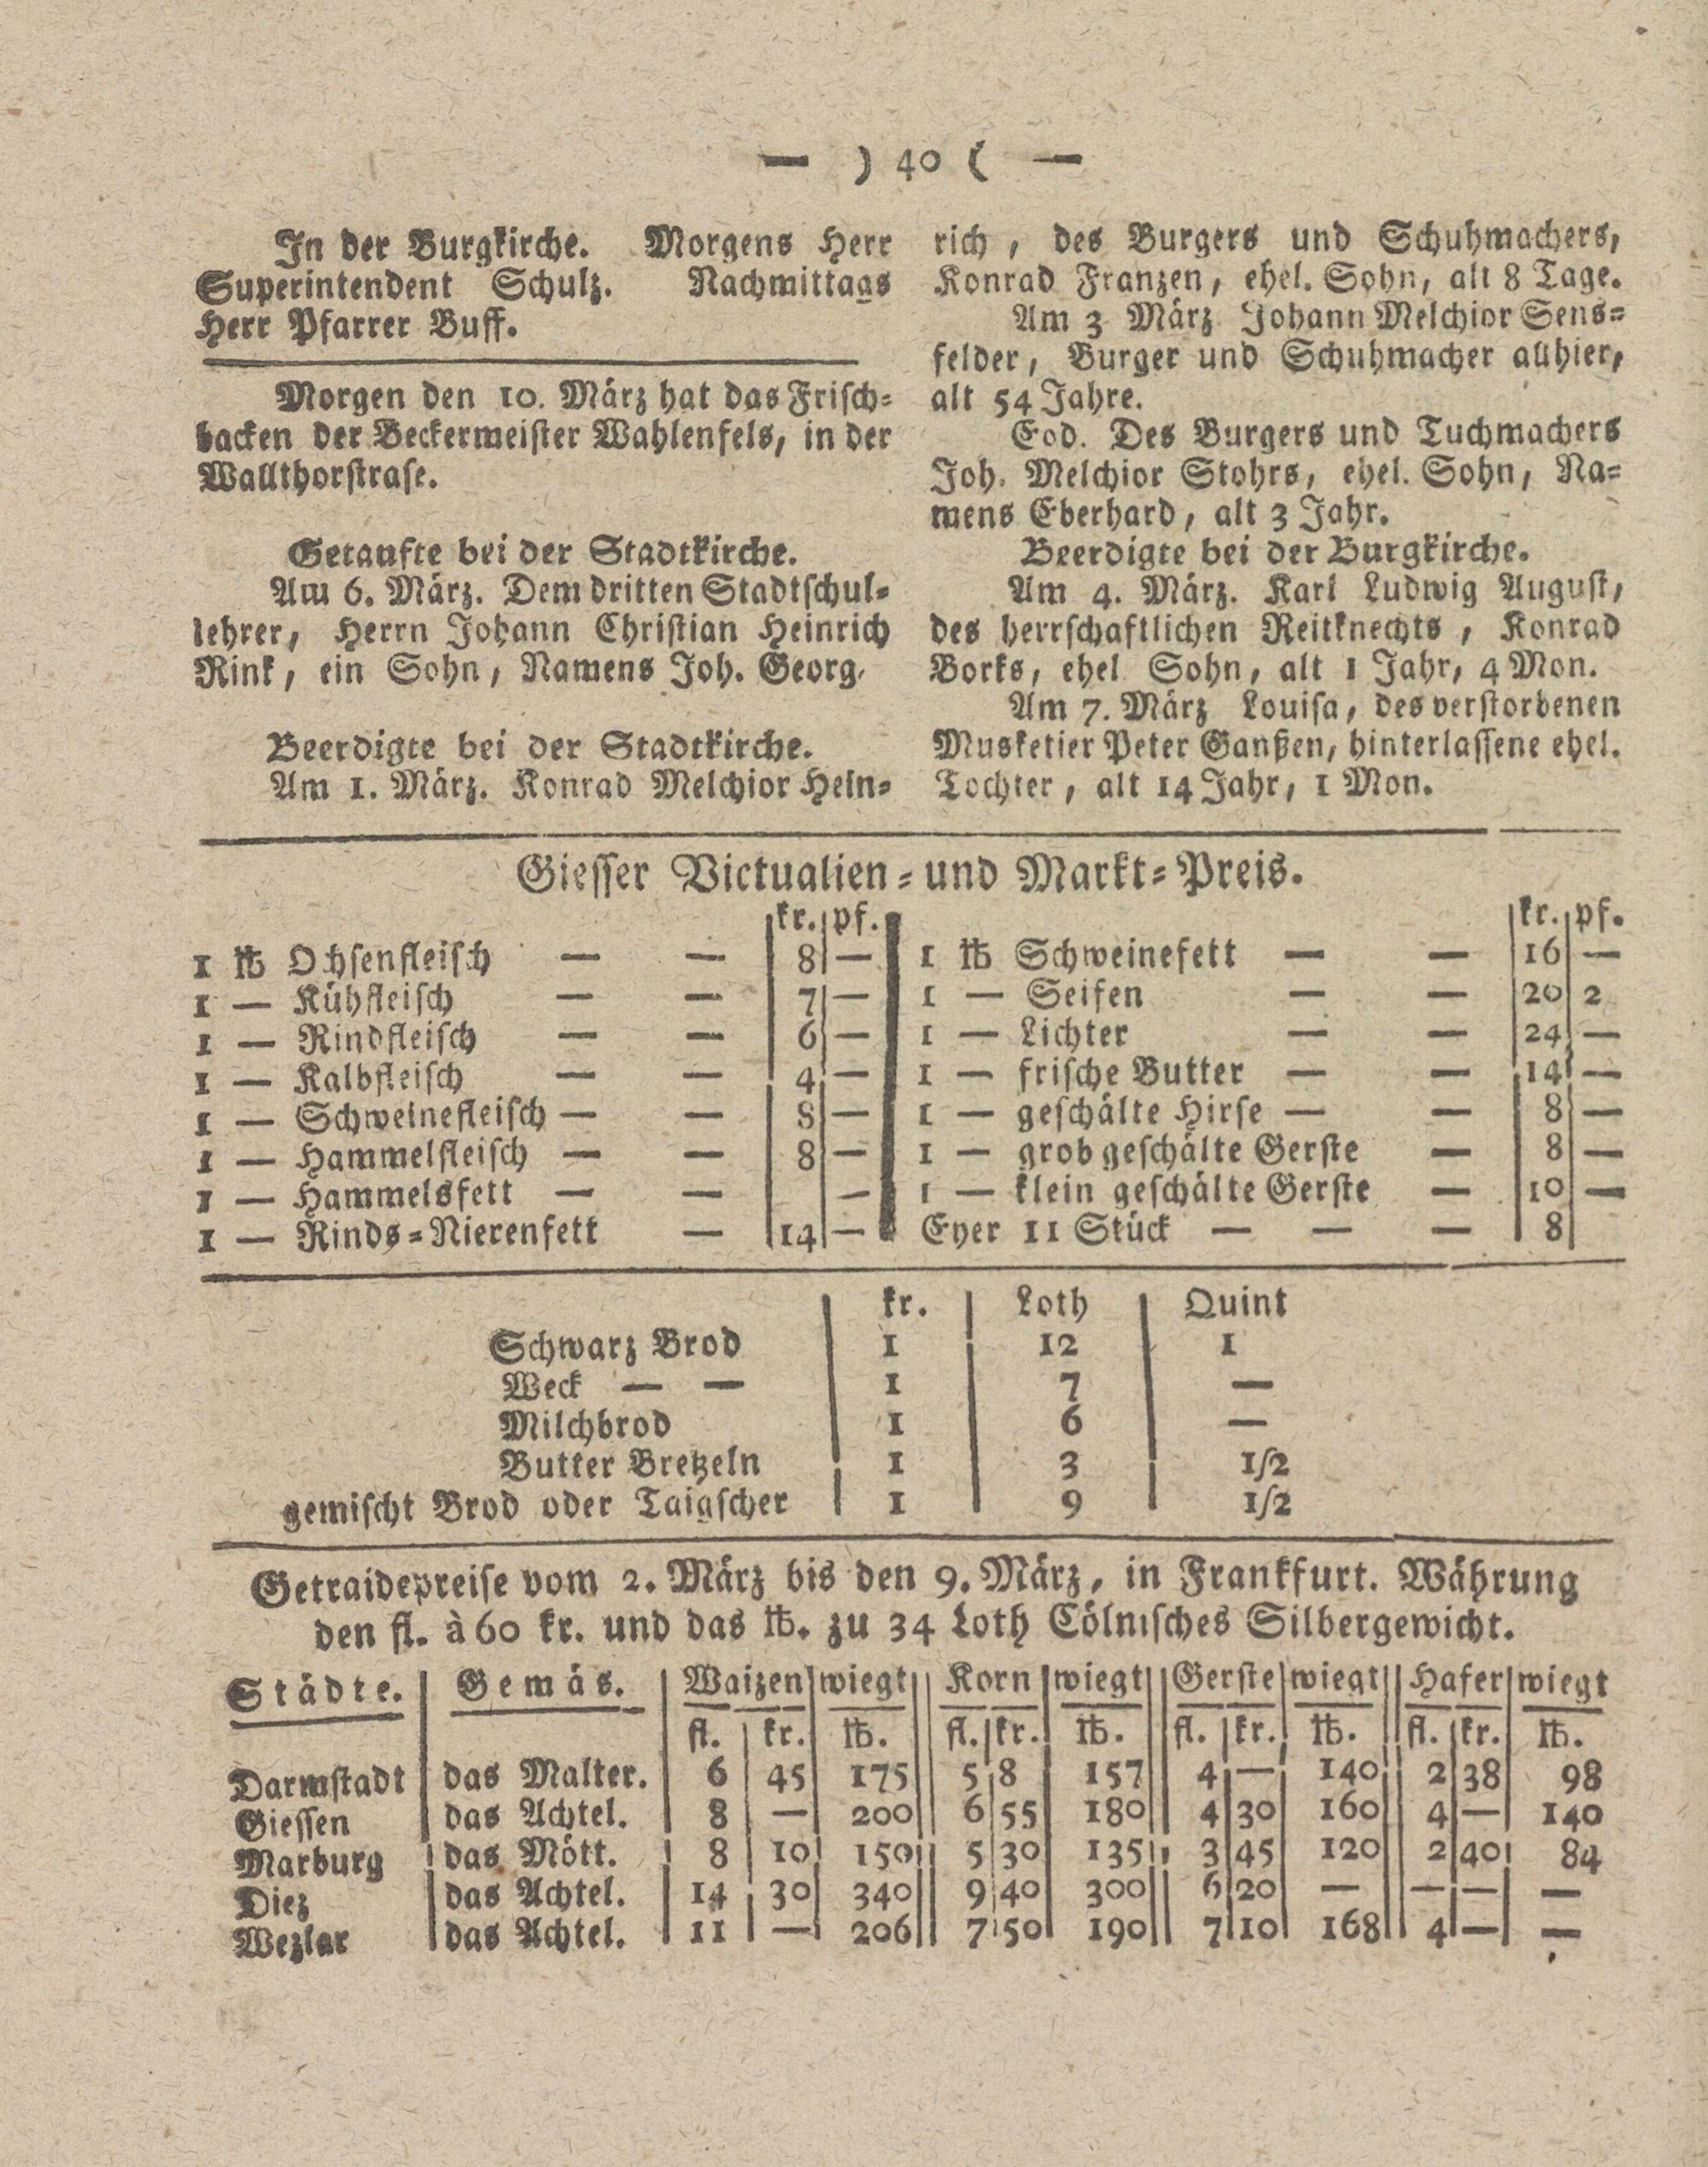 — ) 40 ( —
In der Burgkirche. Morgens Herr
Superintendent Schulz. Nachmittags
Herr Pfarrer Buff.
Morgen den 10. März hat das Frisch=
backen der Beckermeister Wahlenfels, in der
Wallthorstrase.
Getaufte bei der Stadtkirche.
Am 6. März. Dem dritten Stadtschul=
lehrer, Herrn Johann Christian Heinrich
Rink, ein Sohn, Namens Joh. Georg.
Beerdigte bei der Stadtkirche.
Am 1. März. Konrad Melchior Hein=
rich, des Burgers und Schuhmachers,
Konrad Franzen, ehel. Sohn, alt 8 Tage.
Am 3 März Johann Melchior Sens=
felder, Burger und Schuhmacher allhier,
alt 54 Jahre.
Eod. Des Burgers und Tuchmachers
Joh. Melchior Stohrs, ehel. Sohn, Na=
mens Eberhard, alt 3 Jahr.
Beerdigte bei der Burgkirche.
Am 4. März. Karl Ludwig August,
des herrschaftlichen Reitknechts, Konrad
Borks, ehel Sohn, alt 1 Jahr, 4 Mon.
Am 7. März Louisa, des verstorbenen
Musketier Peter Ganßen, hinterlassene ehel.
Tochter, alt 14 Jahr, 1 Mon.
Giesser Victualien= und Markt=Preis.
kr. pf.
1 ℔ Ochsenfleisch — — 8 —
1 — Kühfleisch — — 7 —
1 — Rindfleisch — — 6 —
1 — Kalbfleisch — — 4 —
1 — Schweinefleisch — — 8 —
1 — Hammelfleisch — — 8 —
1 — Hammelsfett — — —
1 — Rinds=Nierenfett — 14 —
kr. pf.
1 ℔ Schweinefett — — 16 —
1 — Seifen — — 20 2
1 — Lichter — — 24 —
1 — frische Butter — — 14 —
1 — geschälte Hirse — — 8 —
1 — grob geschälte Gerste — 8 —
1 — klein geschälte Gerste — 10 —
Eyer 11 Stück — — — 8
kr. Loth Quint
Schwarz Brod 1 12 1
Weck — — 1 7 —
Milchbrod 1 6 —
Butter Bretzeln 1 3 1/2
gemischt Brod oder Taigscher 1 9 1/2
Getraidepreise vom 2. März bis den 9. März, in Frankfurt. Währung
den fl. à 60 kr. und das ℔. zu 34 Loth Cölnisches Silbergewicht.
Städte. Gemäs. Waizen wiegt Korn wiegt Gerste wiegt Hafer wiegt
fl. kr. ℔. fl. kr. ℔. fl. kr. ℔. fl. kr. ℔.
Darmstadt das Malter. 6 45 175 5 8 157 4 — 140 2 38 98
Giessen das Achtel. 8 — 200 6 55 180 4 30 160 4 — 140
Marburg das Mött. 8 10 150 5 30 135 3 45 120 2 40 84
Diez das Achtel. 14 30 340 9 40 300 6 20 — — — —
Wezlar das Achtel. 11 — 206 7 50 190 7 10 168 4 — —